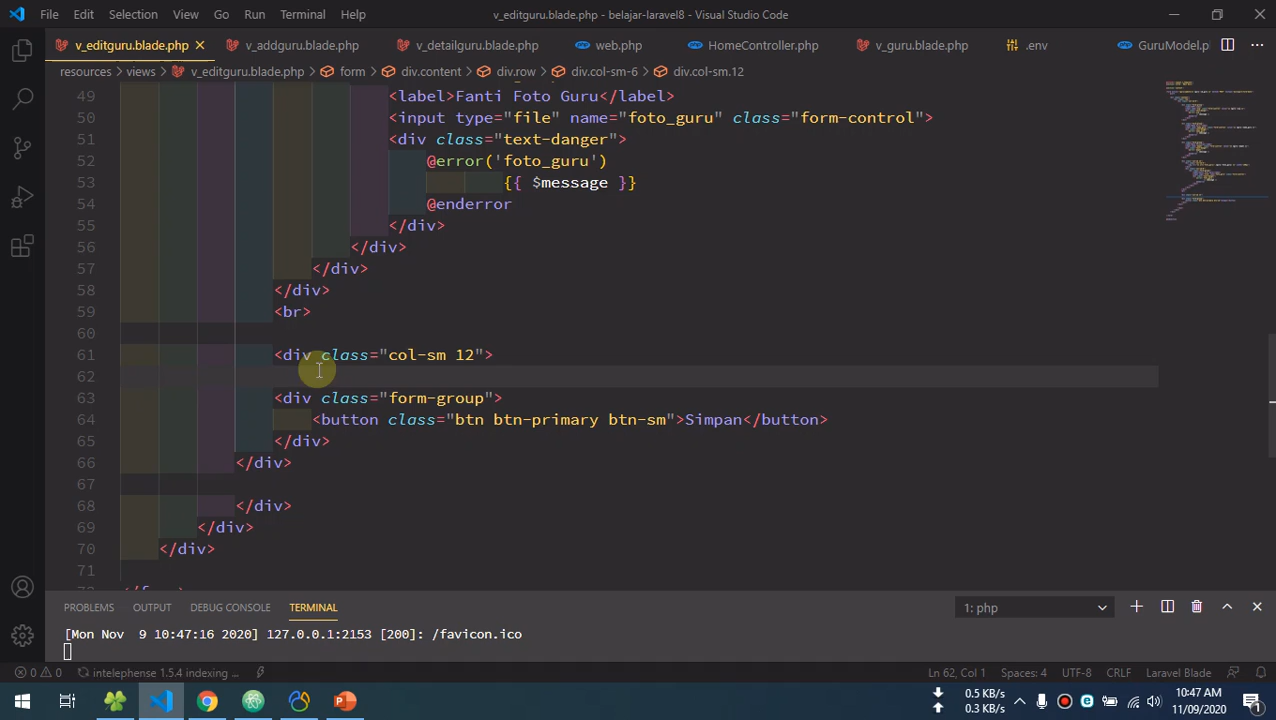 File Edit Selection View Go Run Terminal Help v_editguru.blade.php - belajar-laravel8 - Visual Studio Code
v_editguru.blade.php v_addguru.blade.php v_detailguru.blade.php web.php HomeController.php v_guru.blade.php .env GuruModel.p
resources > views > v_editguru.blade.php > form > div.content > div.row > div.col-sm-6 > div.col-sm.12
49 <label>Fanti Foto Guru</label>
50 <input type="file" name="foto_guru" class="form-control">
51 <div class="text-danger">
52 @error('foto_guru')
53 {{ $message }}
54 @enderror
55 </div>
56 </div>
57 </div>
58 </div>
59 <br>
60
61 <div class="col-sm 12">
62
63 <div class="form-group">
64 <button class="btn btn-primary btn-sm">Simpan</button>
65 </div>
66 </div>
67
68 </div>
69 </div>
70 </div>
71
PROBLEMS OUTPUT DEBUG CONSOLE TERMINAL 1: php
[Mon Nov  9 10:47:16 2020] 127.0.0.1:2153 [200]: /favicon.ico
0 0 intelephense 1.5.4 indexing ... Ln 62, Col 1 Spaces: 4 UTF-8 CRLF Laravel Blade
0.5 KB/s
0.3 KB/s
10:47 AM
11/09/2020
1